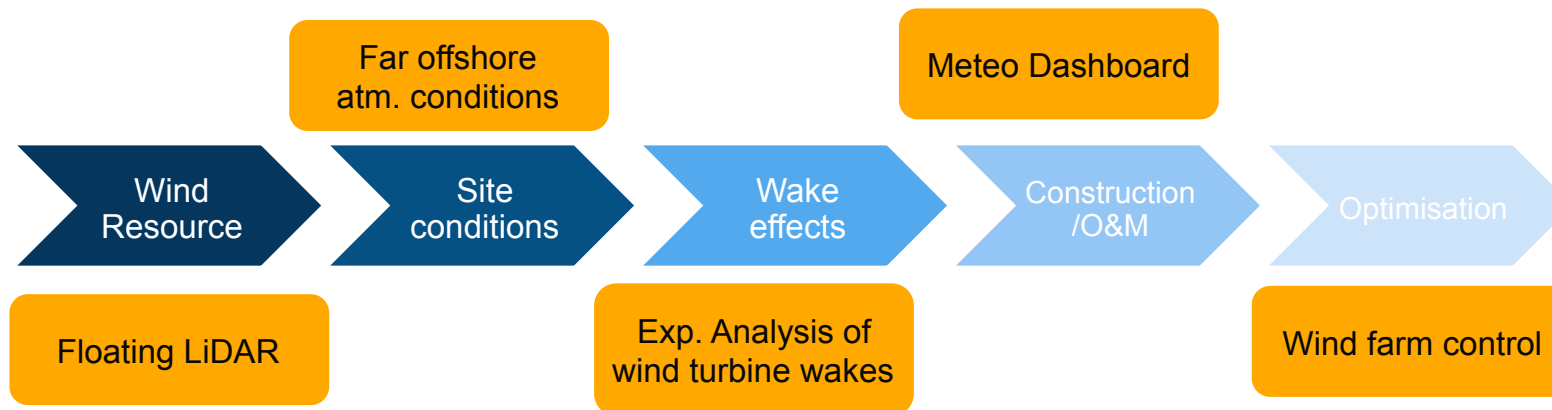 Far offshore
atm. conditions
Meteo Dashboard
Wind
Resource
Site
conditions
Wake
effects
Construction
/O&M
Optimisation
Floating LiDAR
Exp. Analysis of
wind turbine wakes
Wind farm control